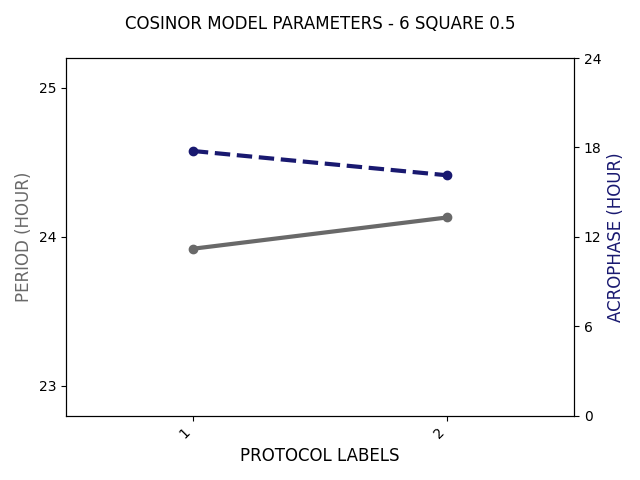 COSINOR MODEL PARAMETERS - 6 SQUARE 0.5
25
24
23
PERIOD (HOUR)
24
18
12
6
0
ACROPHASE (HOUR)
1
2
PROTOCOL LABELS